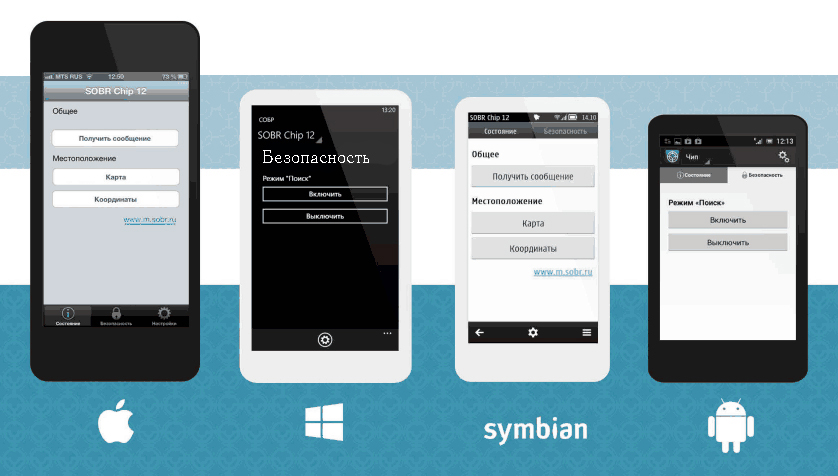 MTS RUS 12:50 73 %
SOBR Chip 12
Общее
Получить сообщение
Местоположение
Карта
Координаты
www.m.sobr.ru
Состояние Безопасность Настройки
13:20
СОБР
SOBR Chip 12
Безопасность
Режим "Поиск"
Включить
Выключить
SOBR Chip 12 14.10
Состояние Безопасность
Общее
Получить сообщение
Местоположение
Карта
Координаты
www.m.sobr.ru
12:13
Чип
Состояние Безопасность
Режим «Поиск»
Включить
Выключить
symbian